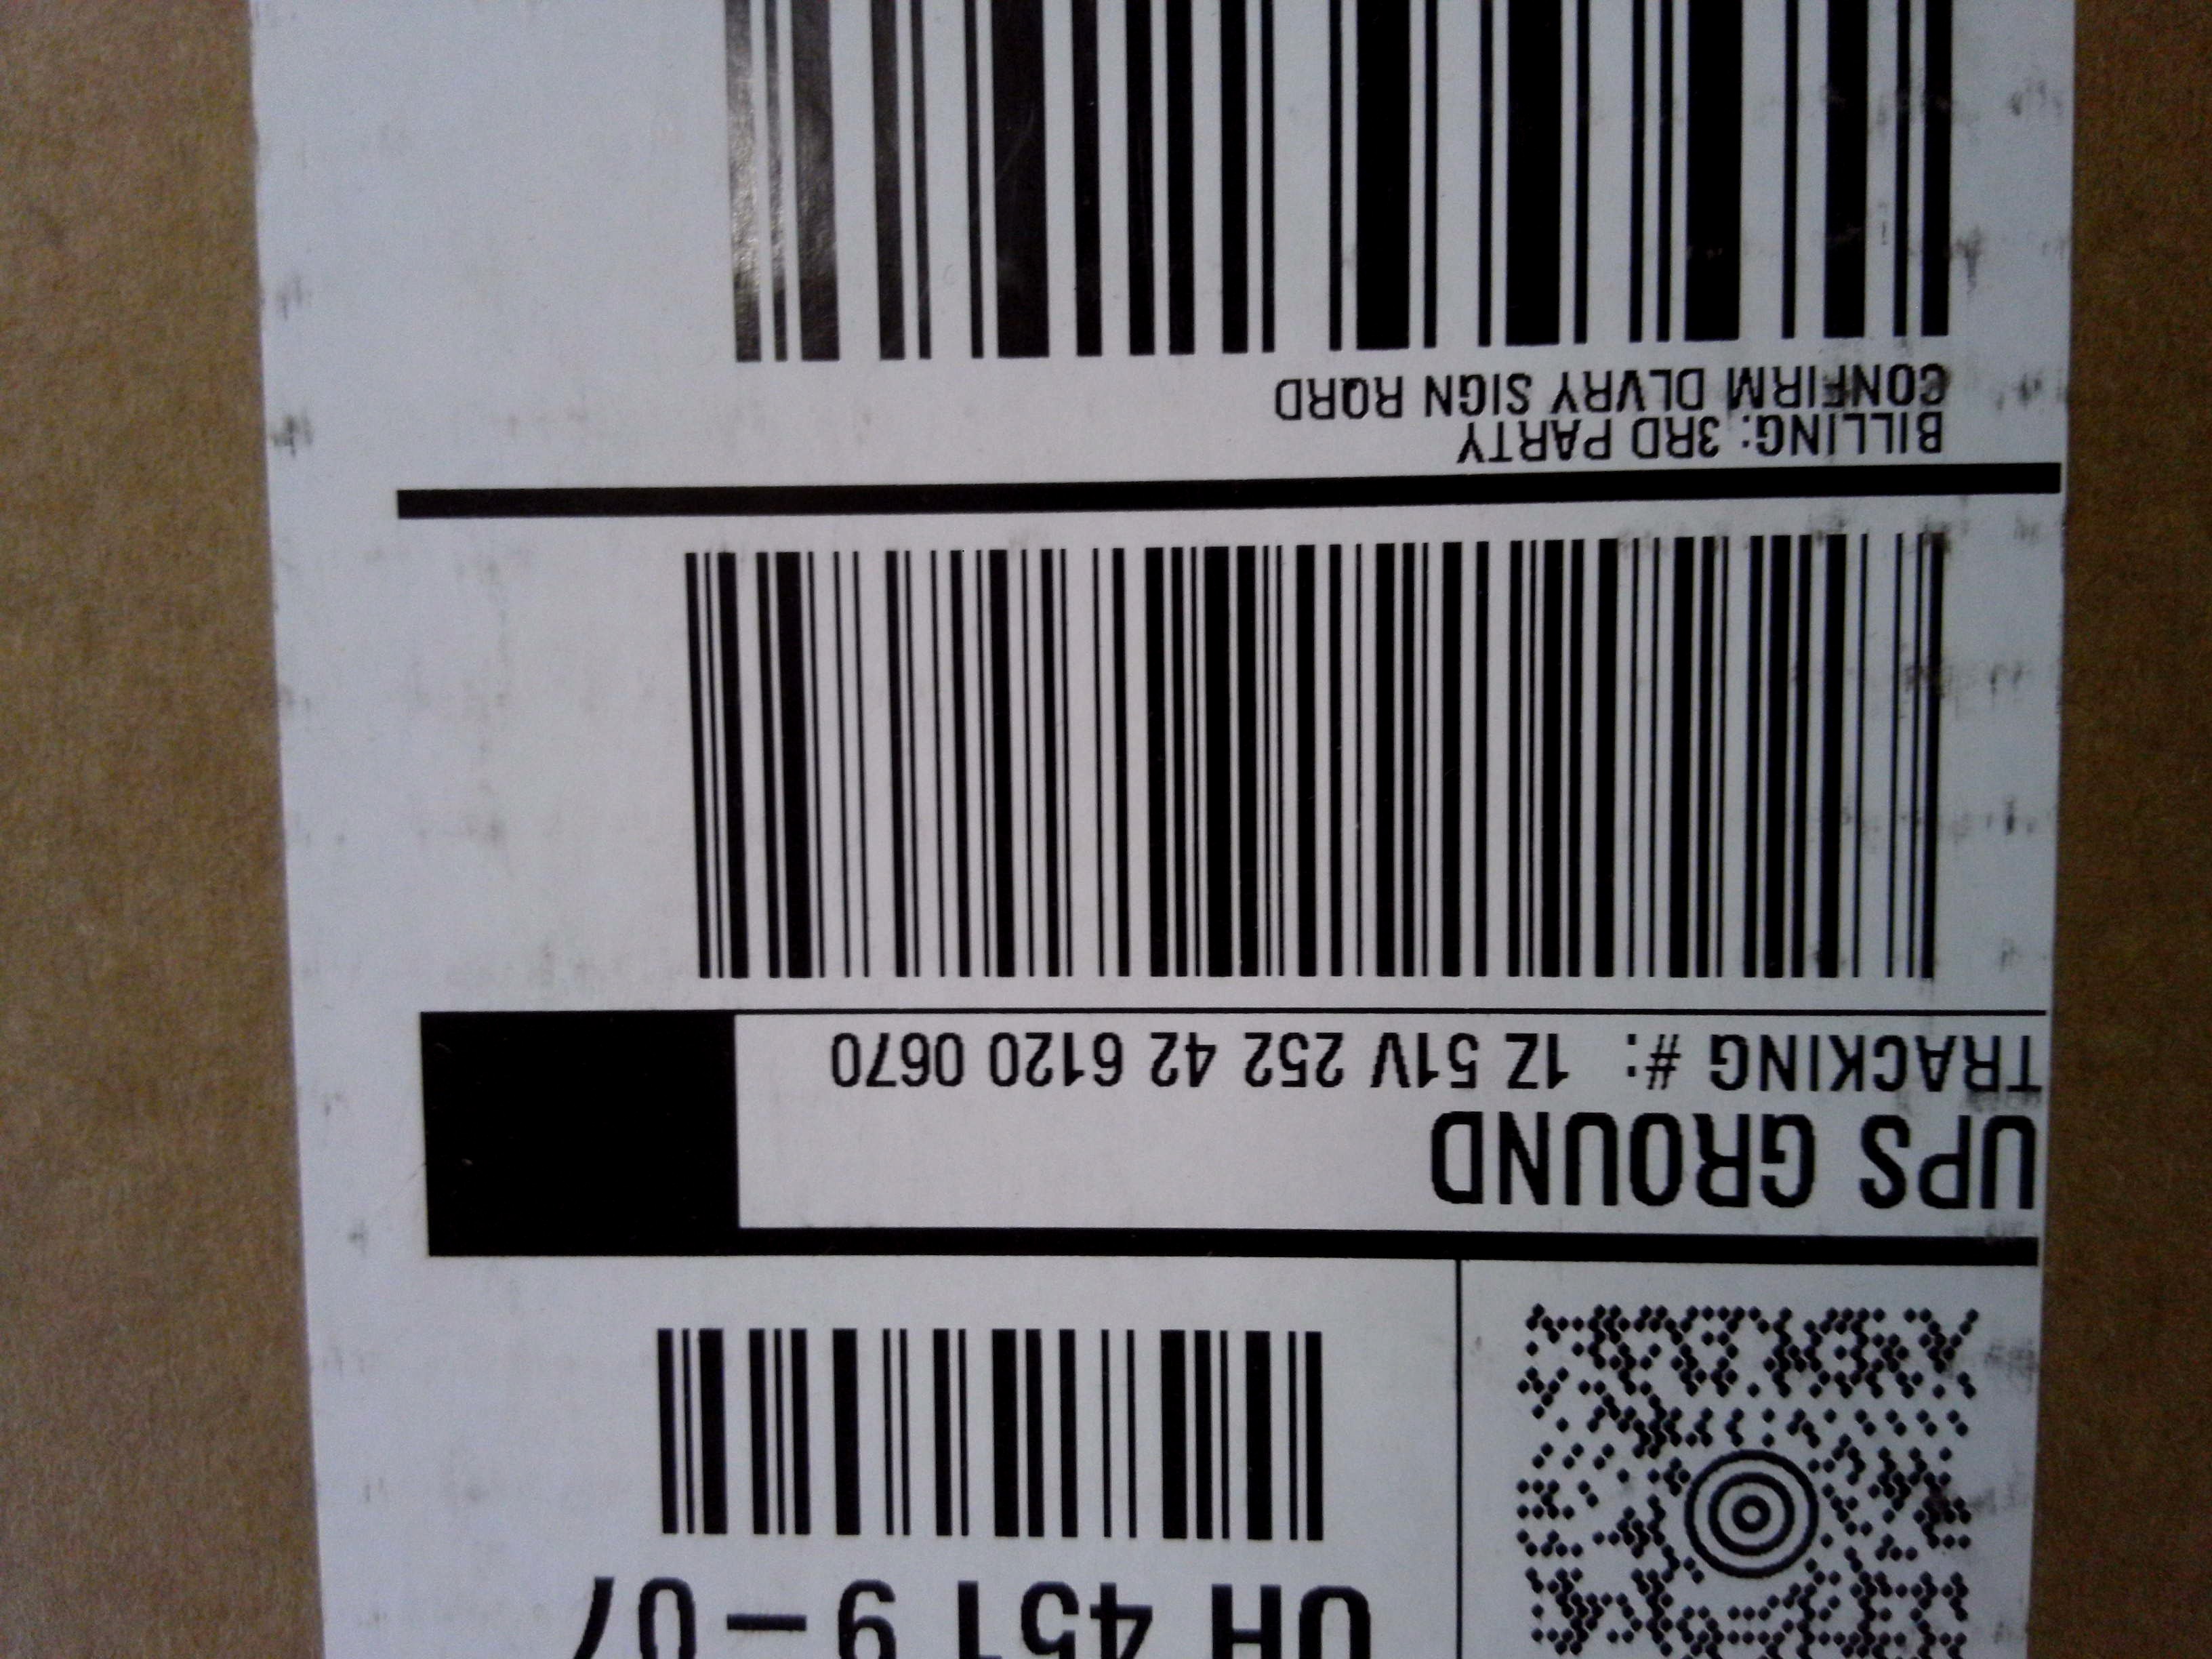 OH 451 9-07
UPS GROUND
TRACKING #: 1Z 51V 252 42 6120 0670
BILLING: 3RD PARTY
CONFIRM DLVRY SIGN RQRD